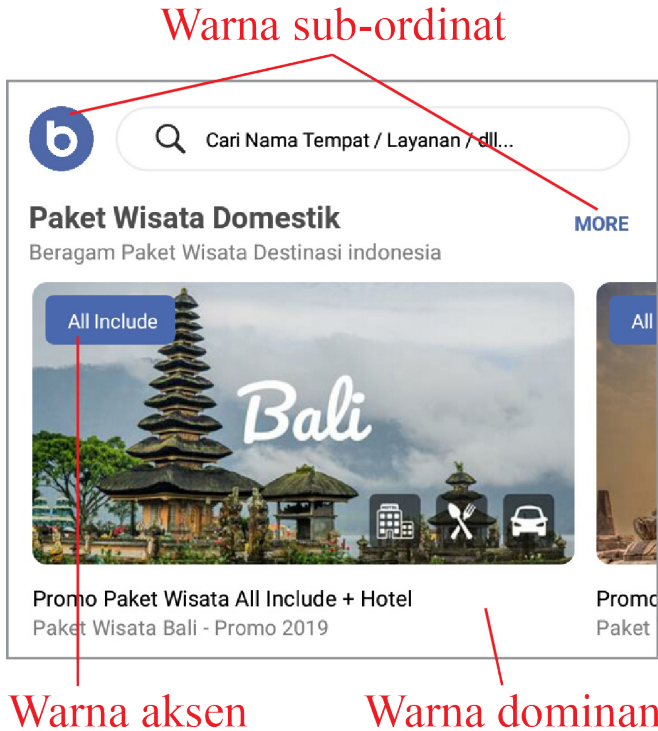 Warna sub-ordinat
b
Cari Nama Tempat / Layanan / dll...
Paket Wisata Domestik
MORE
Beragam Paket Wisata Destinasi indonesia
All Include
All
Bali
HOTEL
Promo Paket Wisata All Include + Hotel
Promo
Paket Wisata Bali - Promo 2019
Paket
Warna aksen
Warna dominan